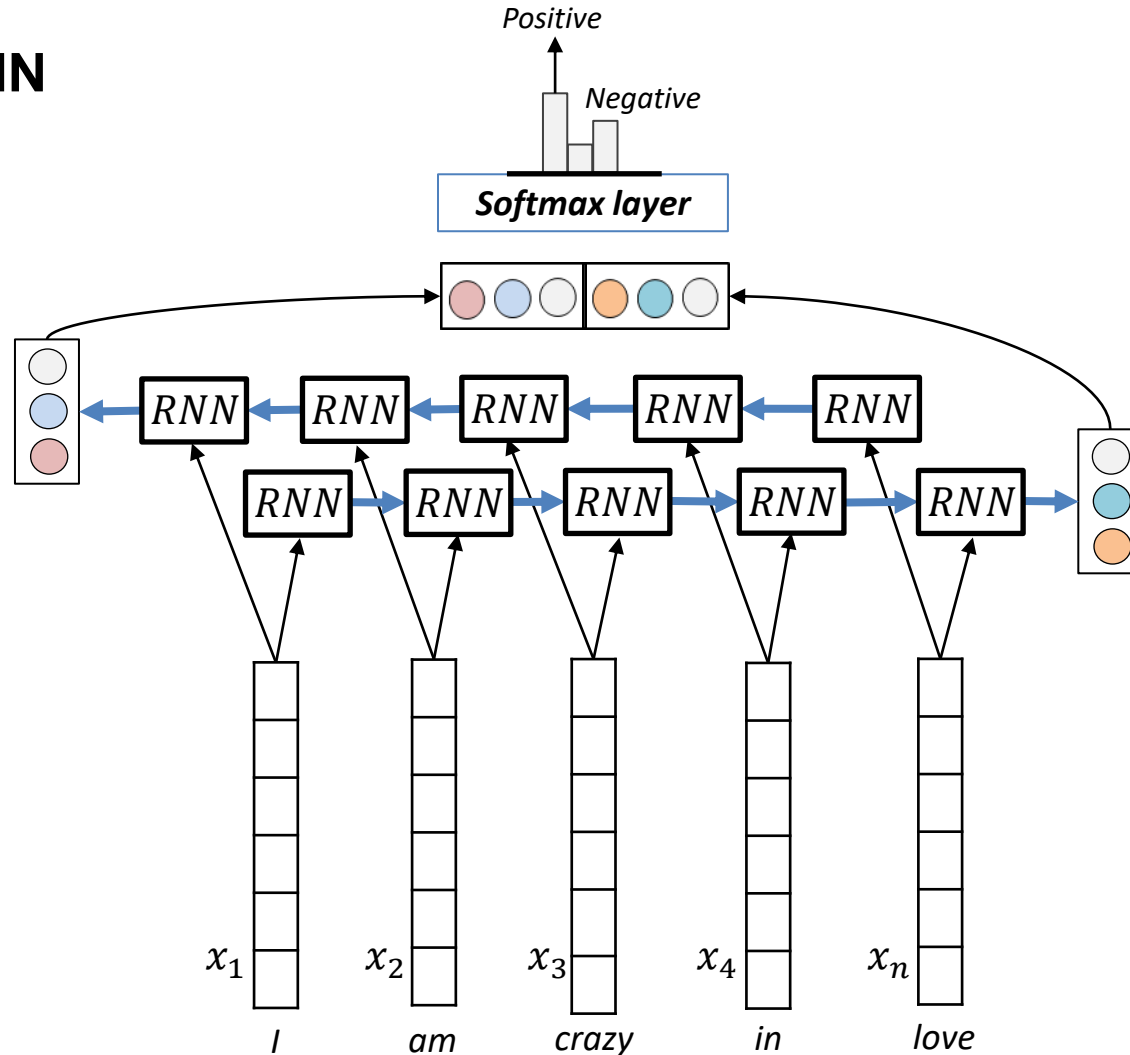 Positive
NN
Negative
Softmax layer
RNN RNN RNN RNN RNN
RNN RNN RNN RNN RNN
x₁ x₂ x₃ x₄ xₙ
I am crazy in love